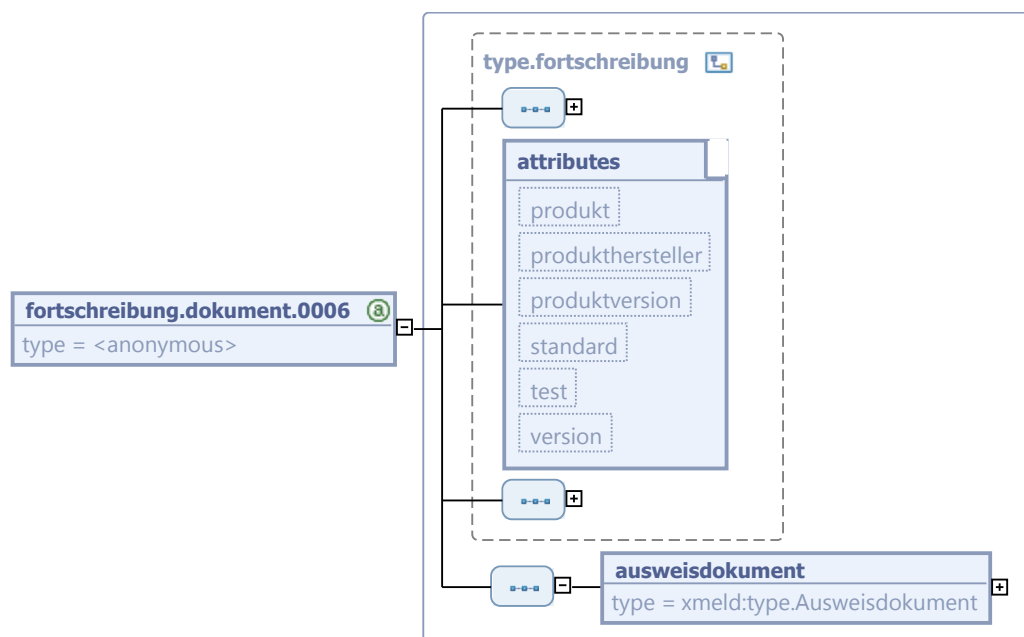 type.fortschreibung
attributes
produkt
produkthersteller
produktversion
standard
test
version
fortschreibung.dokument.0006
type = <anonymous>
ausweisdokument
type = xmeld:type.Ausweisdokument